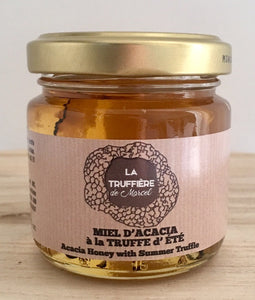 LA
TRUFFIÈRE
de Marcel
MIEL D'ACACIA
à la TRUFFE d' ÉTÉ
Acacia Honey with Summer Truffle